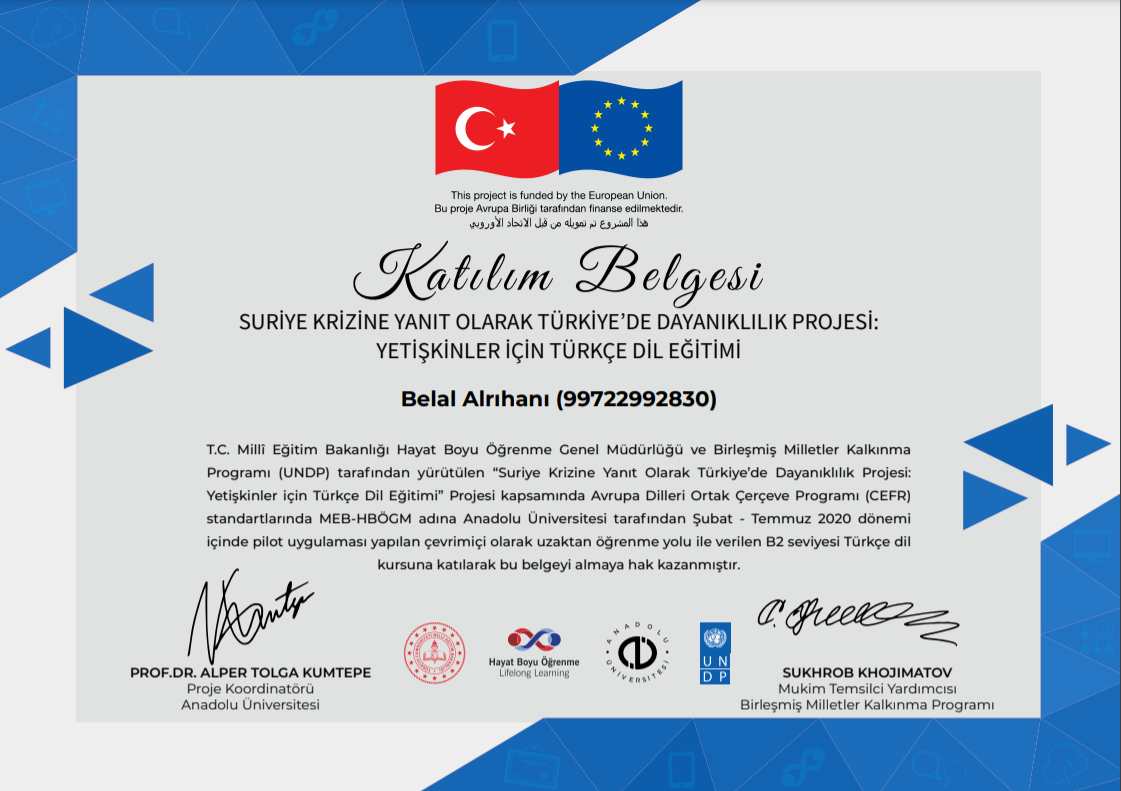 This project is funded by the European Union.
Bu proje Avrupa Birliği tarafından finanse edilmektedir.
هذا المشروع تم تمويله من قبل الاتحاد الأوروبي
Katılım Belgesi
SURİYE KRİZİNE YANIT OLARAK TÜRKİYE’DE DAYANIKLILIK PROJESİ:
YETİŞKİNLER İÇİN TÜRKÇE DİL EĞİTİMİ
Belal Alrıhanı (99722992830)
T.C. Millî Eğitim Bakanlığı Hayat Boyu Öğrenme Genel Müdürlüğü ve Birleşmiş Milletler Kalkınma
Programı (UNDP) tarafından yürütülen “Suriye Krizine Yanıt Olarak Türkiye’de Dayanıklılık Projesi:
Yetişkinler için Türkçe Dil Eğitimi” Projesi kapsamında Avrupa Dilleri Ortak Çerçeve Programı (CEFR)
standartlarında MEB-HBÖGM adına Anadolu Üniversitesi tarafından Şubat - Temmuz 2020 dönemi
içinde pilot uygulaması yapılan çevrimiçi olarak uzaktan öğrenme yolu ile verilen B2 seviyesi Türkçe dil
kursuna katılarak bu belgeyi almaya hak kazanmıştır.
PROF.DR. ALPER TOLGA KUMTEPE
Proje Koordinatörü
Anadolu Üniversitesi
Hayat Boyu Öğrenme
Lifelong Learning
ANADOLU
ÜNİVERSİTESİ
UN
DP
SUKHROB KHOJIMATOV
Mukim Temsilci Yardımcısı
Birleşmiş Milletler Kalkınma Programı